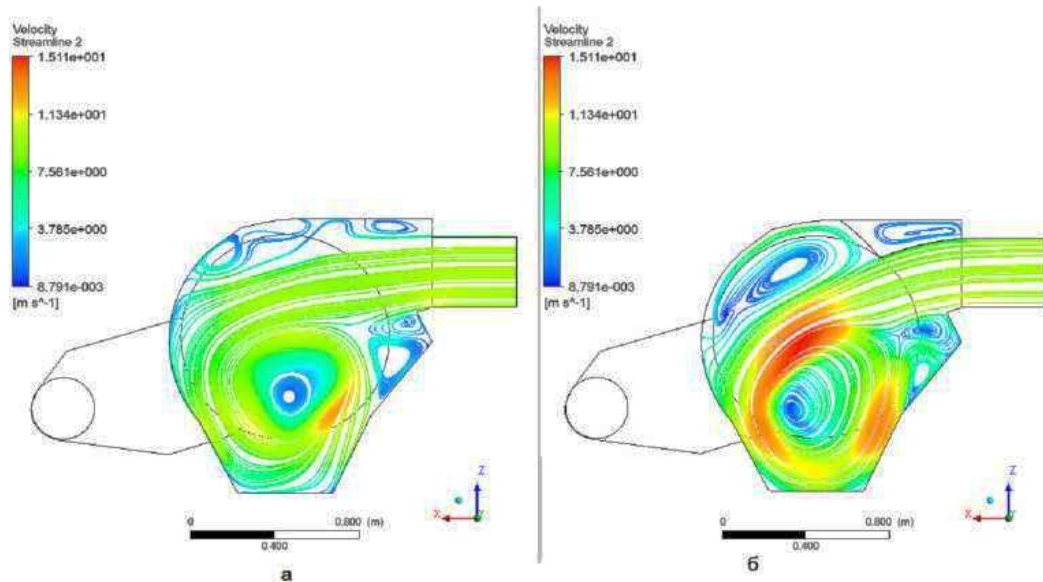 Velocity
Streamline 2
1.511e+001
1.134e+001
7.561e+000
3.785e+000
8.791e-003
[m s^-1]
Z
X
Y
0
0.800 (m)
0.400
а
Velocity
Streamline 2
1.511e+001
1.134e+001
7.561e+000
3.785e+000
8.791e-003
[m s^-1]
Z
X
0
0.800 (m)
0.400
б